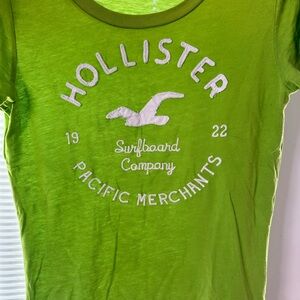 HOLLISTER
19 22
Surfboard
Company
PACIFIC MERCHANTS